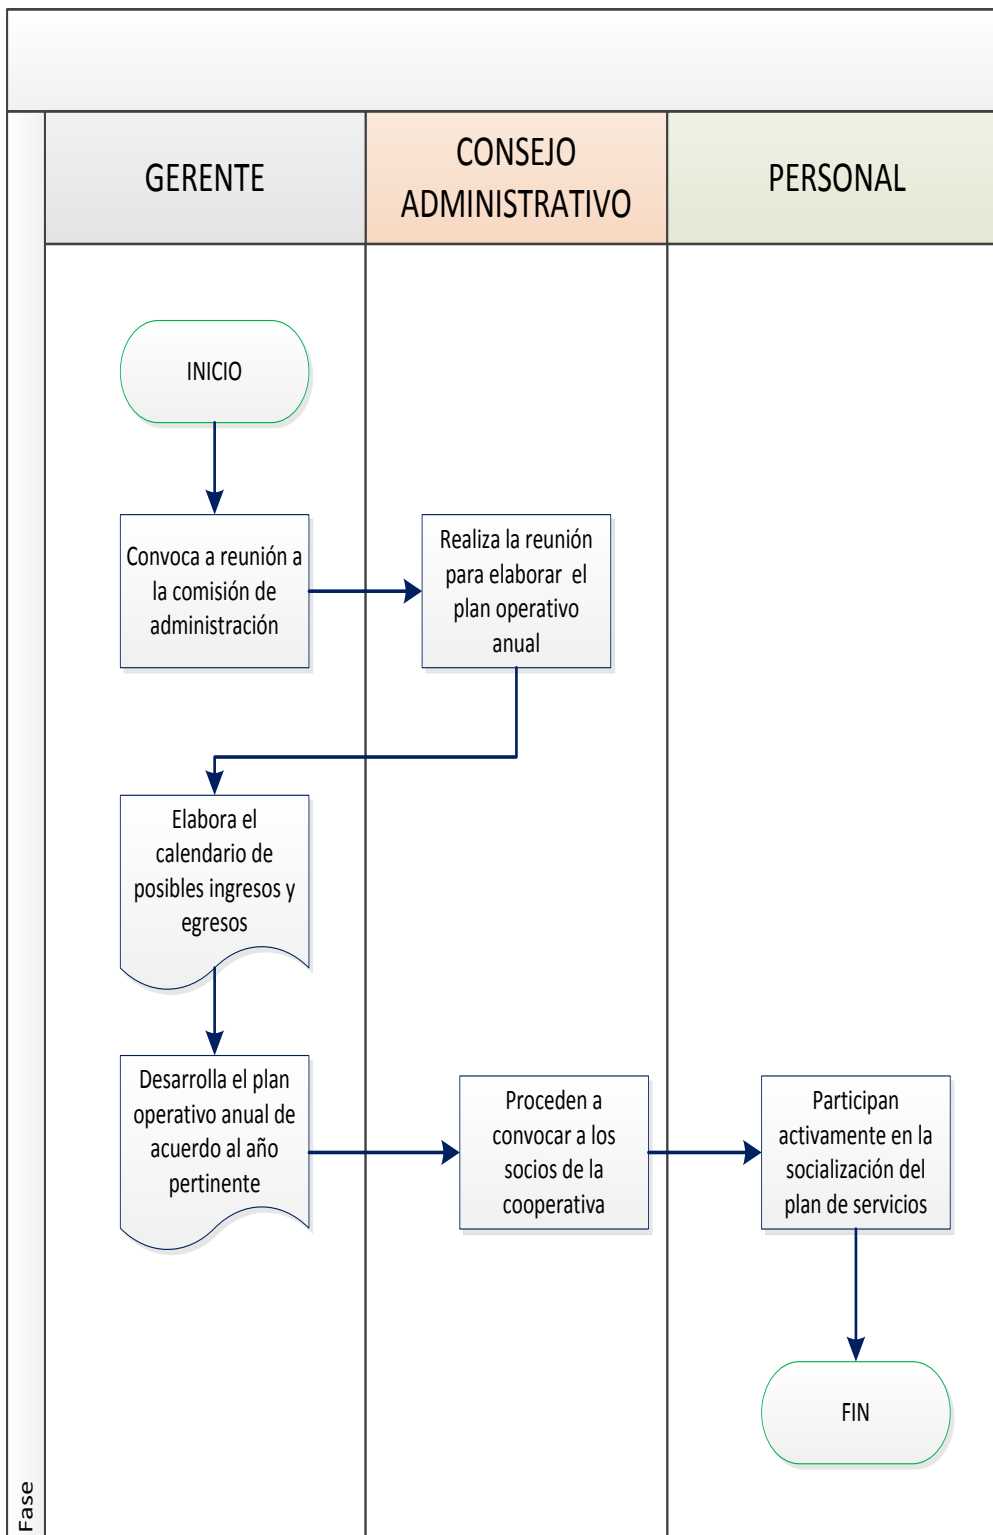 GERENTE
CONSEJO
ADMINISTRATIVO
PERSONAL
INICIO
Convoca a reunión a
la comisión de
administración
Realiza la reunión
para elaborar el
plan operativo
anual
Elabora el
calendario de
posibles ingresos y
egresos
Desarrolla el plan
operativo anual de
acuerdo al año
pertinente
Proceden a
convocar a los
socios de la
cooperativa
Participan
activamente en la
socialización del
plan de servicios
FIN
Fase